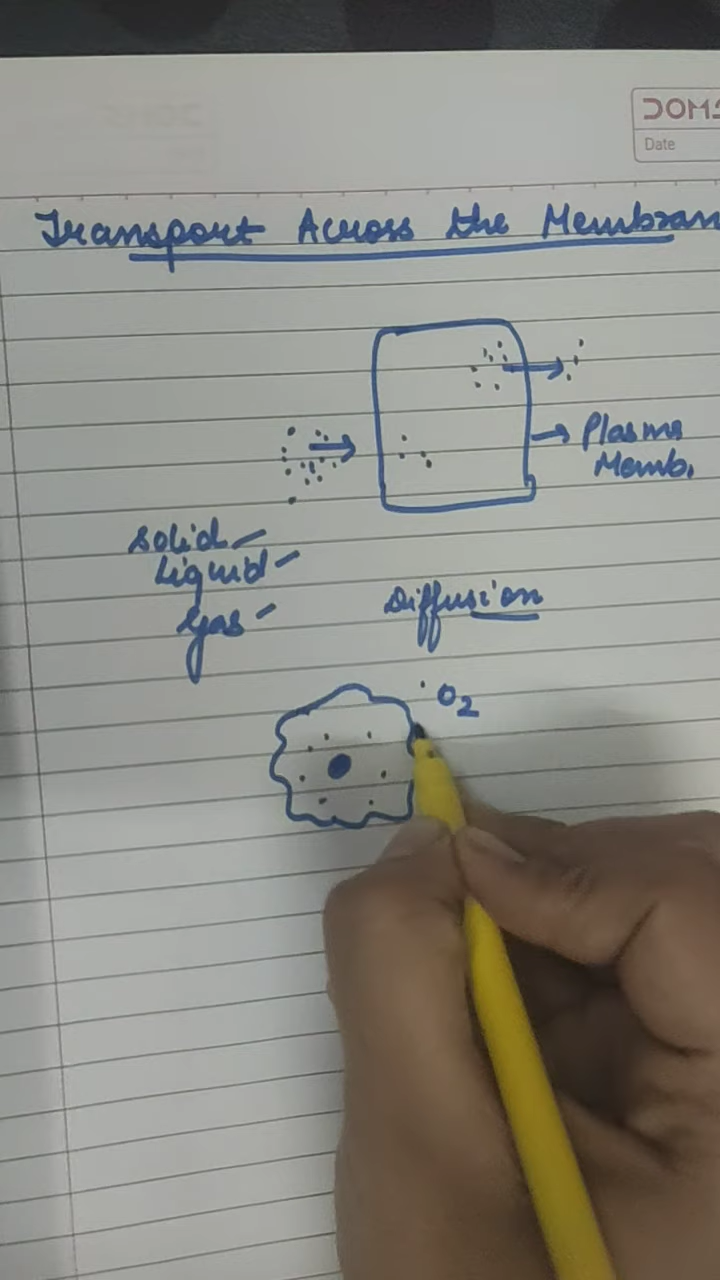 DOMS
Date
Transport Across the Membran
Plasma
Memb.
Solid
Liquid
Gas
Diffusion
O2